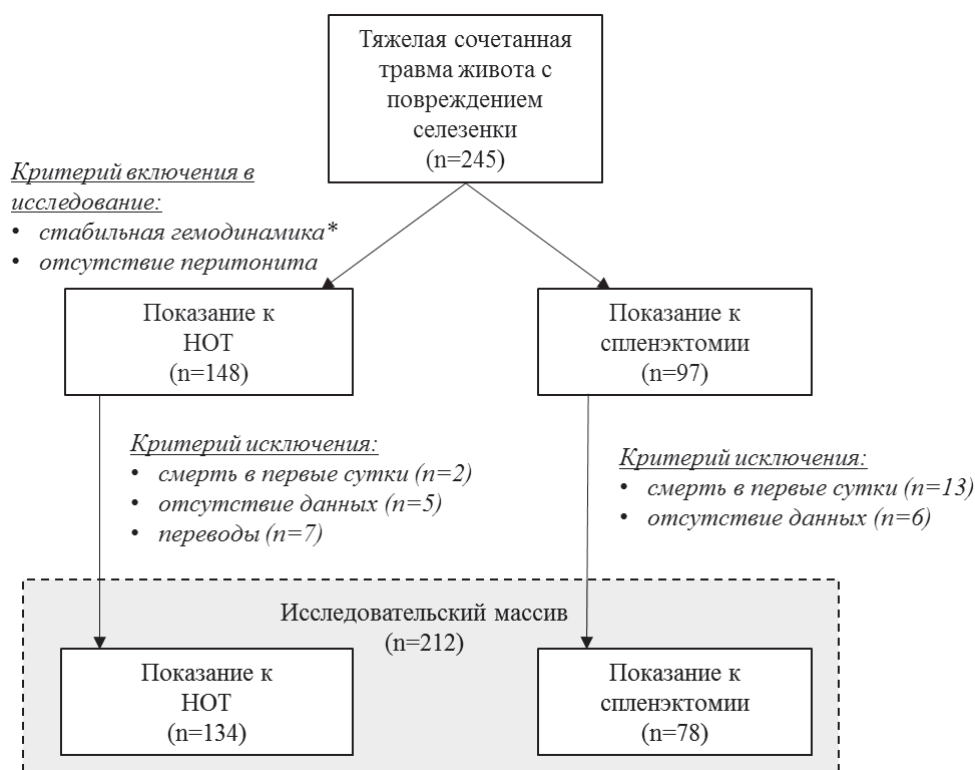 Тяжелая сочетанная
травма живота с
повреждением
селезенки
(n=245)
Критерий включения в
исследование:
• стабильная гемодинамика*
• отсутствие перитонита
Показание к
НОТ
(n=148)
Показание к
спленэктомии
(n=97)
Критерий исключения:
• смерть в первые сутки (n=2)
• отсутствие данных (n=5)
• переводы (n=7)
Критерий исключения:
• смерть в первые сутки (n=13)
• отсутствие данных (n=6)
Исследовательский массив
(n=212)
Показание к
НОТ
(n=134)
Показание к
спленэктомии
(n=78)